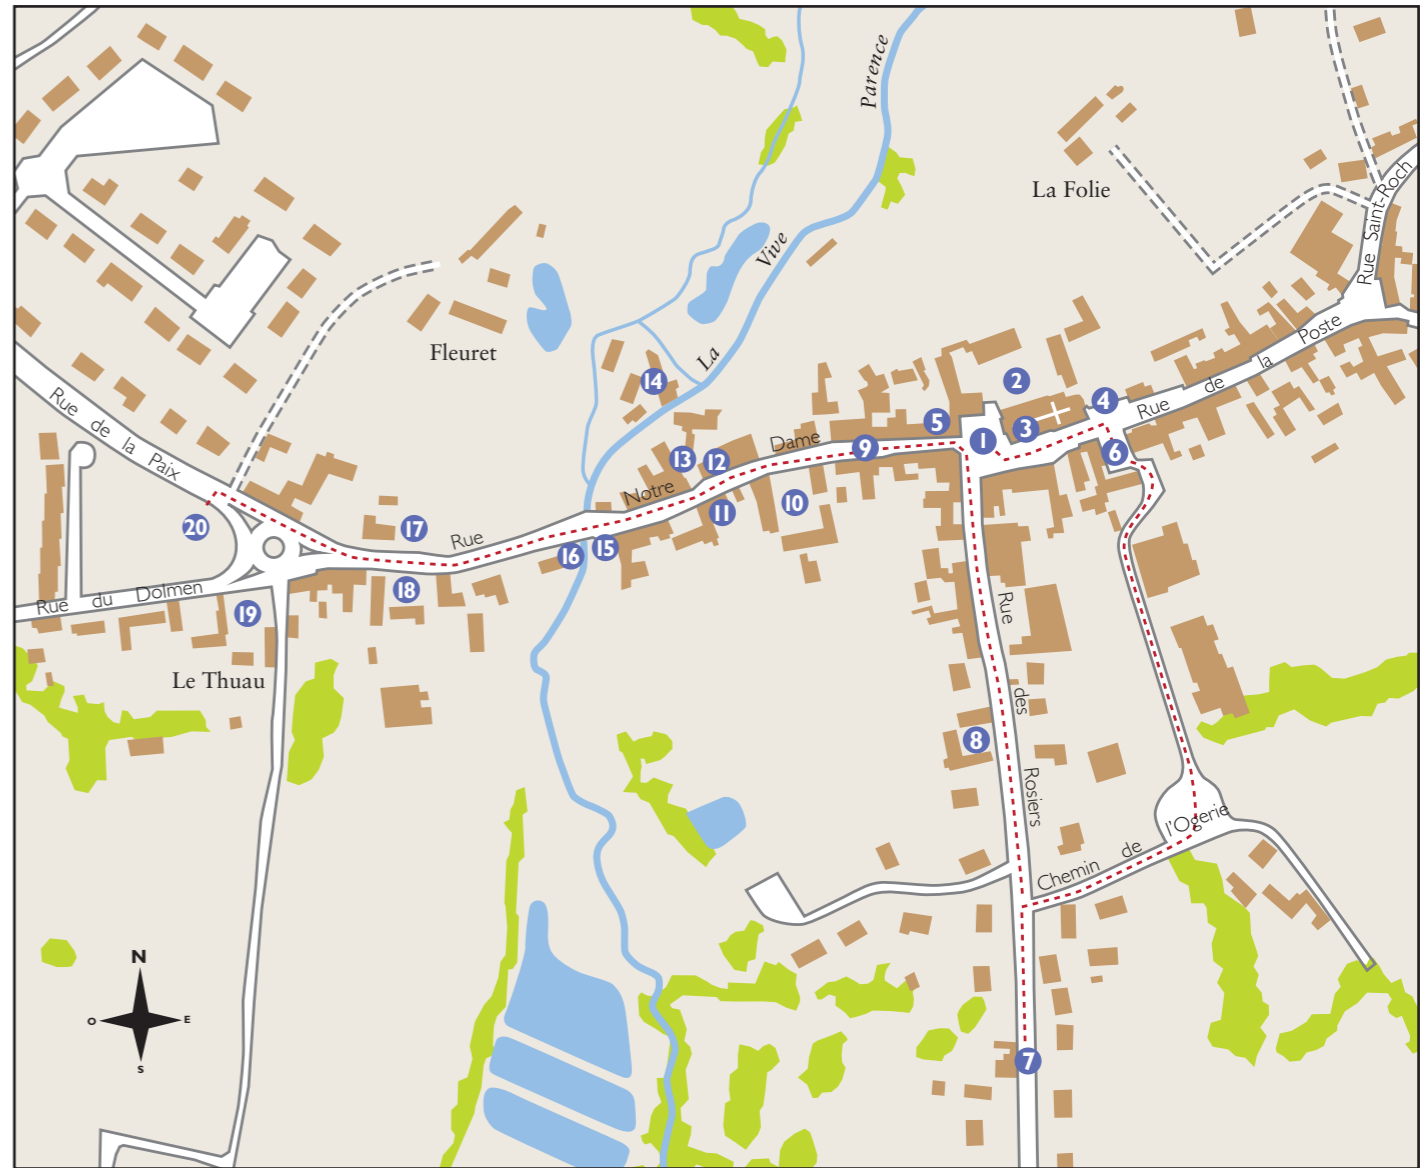 Parence
Vive
La
La Folie
Rue Saint-Roch
Fleuret
Rue de la Poste
Rue de la Paix
Rue Notre Dame
Rue du Dolmen
Le Thuau
Rue des Rosiers
Chemin de l'Ogerie
1
2
3
4
5
6
7
8
9
10
11
12
13
14
15
16
17
18
19
20
N
O
E
S